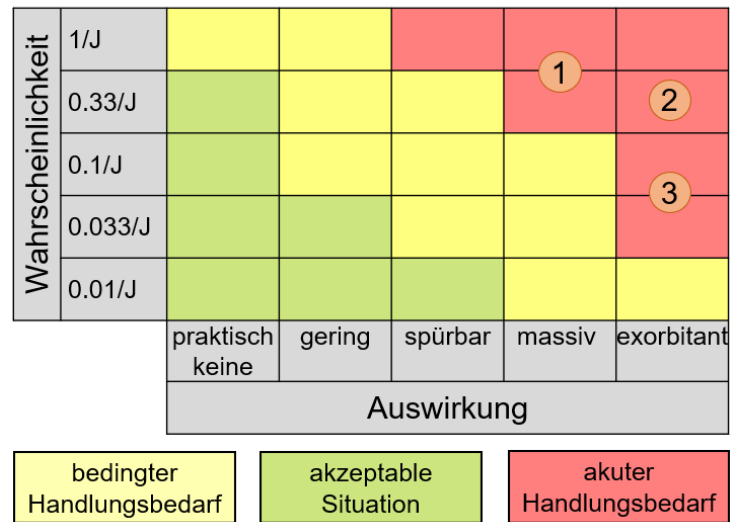 Wahrscheinlichkeit
1/J
0.33/J
0.1/J
0.033/J
0.01/J
1
2
3
praktisch
keine
gering
spürbar
massiv
exorbitant
Auswirkung
bedingter
Handlungsbedarf
akzeptable
Situation
akuter
Handlungsbedarf